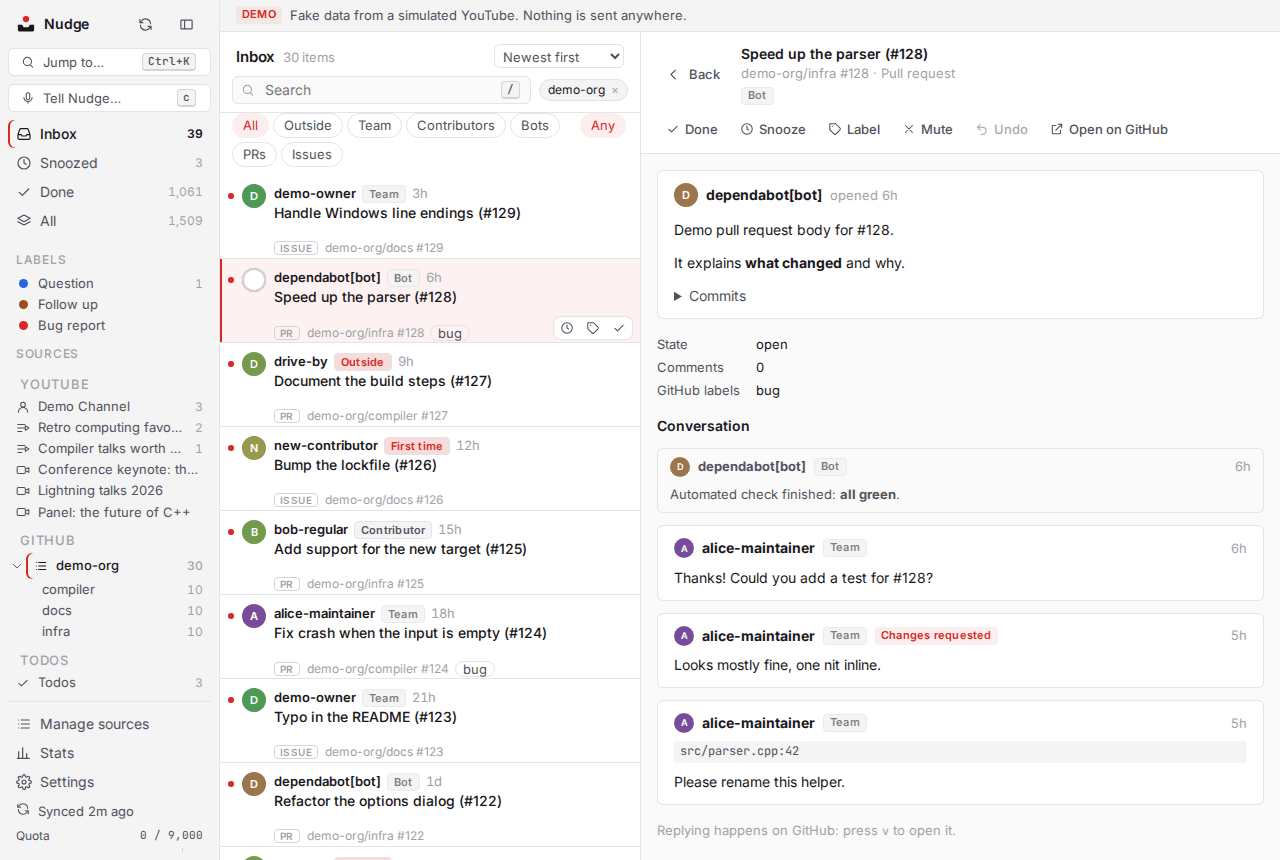 Nudge
Jump to... Ctrl+K
Tell Nudge... c
Inbox 39
Snoozed 3
Done 1,061
All 1,509
LABELS
Question 1
Follow up
Bug report
SOURCES
YOUTUBE
Demo Channel 3
Retro computing favo... 2
Compiler talks worth ... 1
Conference keynote: th...
Lightning talks 2026
Panel: the future of C++
GITHUB
demo-org 30
compiler 10
docs 10
infra 10
TODOS
Todos 3
Manage sources
Stats
Settings
Synced 2m ago
Quota 0 / 9,000
DEMO Fake data from a simulated YouTube. Nothing is sent anywhere.
Inbox 30 items Newest first
Search / demo-org ×
All Outside Team Contributors Bots Any
PRs Issues
D demo-owner Team 3h
Handle Windows line endings (#129)
ISSUE demo-org/docs #129
dependabot[bot] Bot 6h
Speed up the parser (#128)
PR demo-org/infra #128 bug
D drive-by Outside 9h
Document the build steps (#127)
PR demo-org/compiler #127
N new-contributor First time 12h
Bump the lockfile (#126)
ISSUE demo-org/docs #126
B bob-regular Contributor 15h
Add support for the new target (#125)
PR demo-org/infra #125
A alice-maintainer Team 18h
Fix crash when the input is empty (#124)
PR demo-org/compiler #124 bug
D demo-owner Team 21h
Typo in the README (#123)
ISSUE demo-org/docs #123
D dependabot[bot] Bot 1d
Refactor the options dialog (#122)
PR demo-org/infra #122
Back
Speed up the parser (#128)
demo-org/infra #128 · Pull request
Bot
Done Snooze Label Mute Undo Open on GitHub
D dependabot[bot] opened 6h
Demo pull request body for #128.
It explains what changed and why.
Commits
State open
Comments 0
GitHub labels bug
Conversation
D dependabot[bot] Bot 6h
Automated check finished: all green.
A alice-maintainer Team 6h
Thanks! Could you add a test for #128?
A alice-maintainer Team Changes requested 5h
Looks mostly fine, one nit inline.
A alice-maintainer Team 5h
src/parser.cpp:42
Please rename this helper.
Replying happens on GitHub: press v to open it.